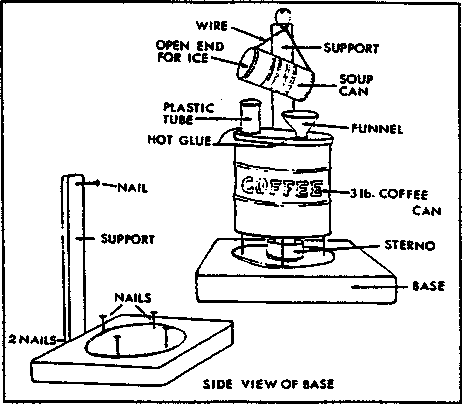 WIRE
OPEN END
FOR ICE
SUPPORT
SOUP
CAN
PLASTIC
TUBE
FUNNEL
HOT GLUE
COFFEE
3 lb. COFFEE
CAN
NAIL
SUPPORT
STERNO
BASE
NAILS
2 NAILS
SIDE VIEW OF BASE